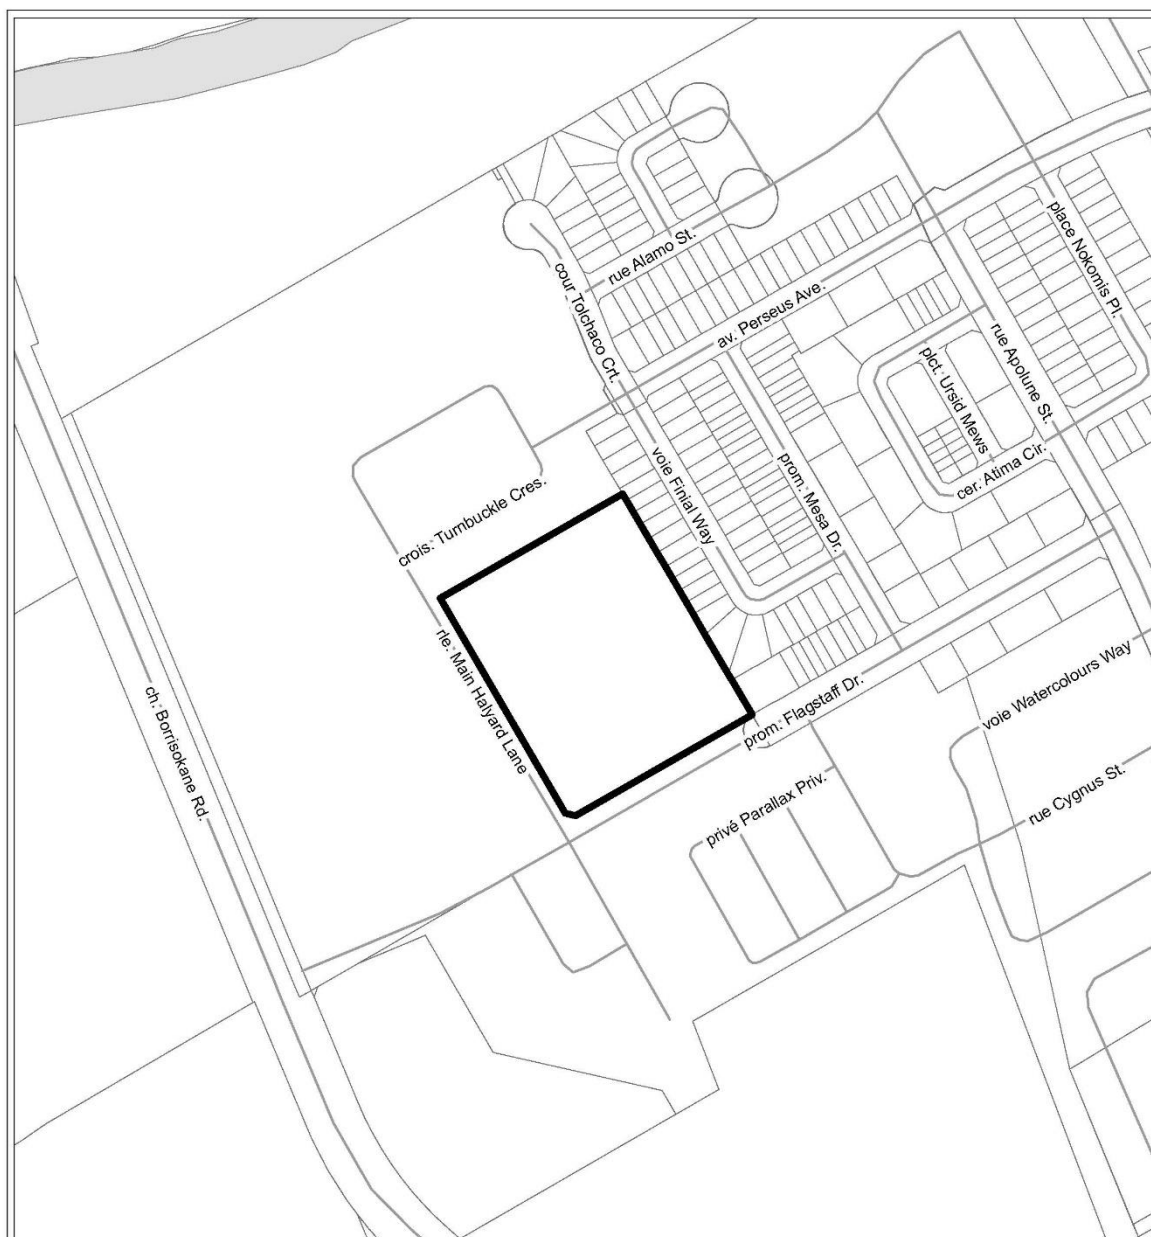 place Nokomis Pl.
rue Alamo St.
cour Tolchaco Crt.
av. Perseus Ave.
rue Apolune St.
plct. Ursid Mews
voie Finial Way
prom. Mesa Dr.
cer. Atima Cir.
crois. Turnbuckle Cres.
rle. Main Halyard Lane
ch. Borrisokane Rd.
prom. Flagstaff Dr.
voie Watercolours Way
privé Parallax Priv.
rue Cygnus St.